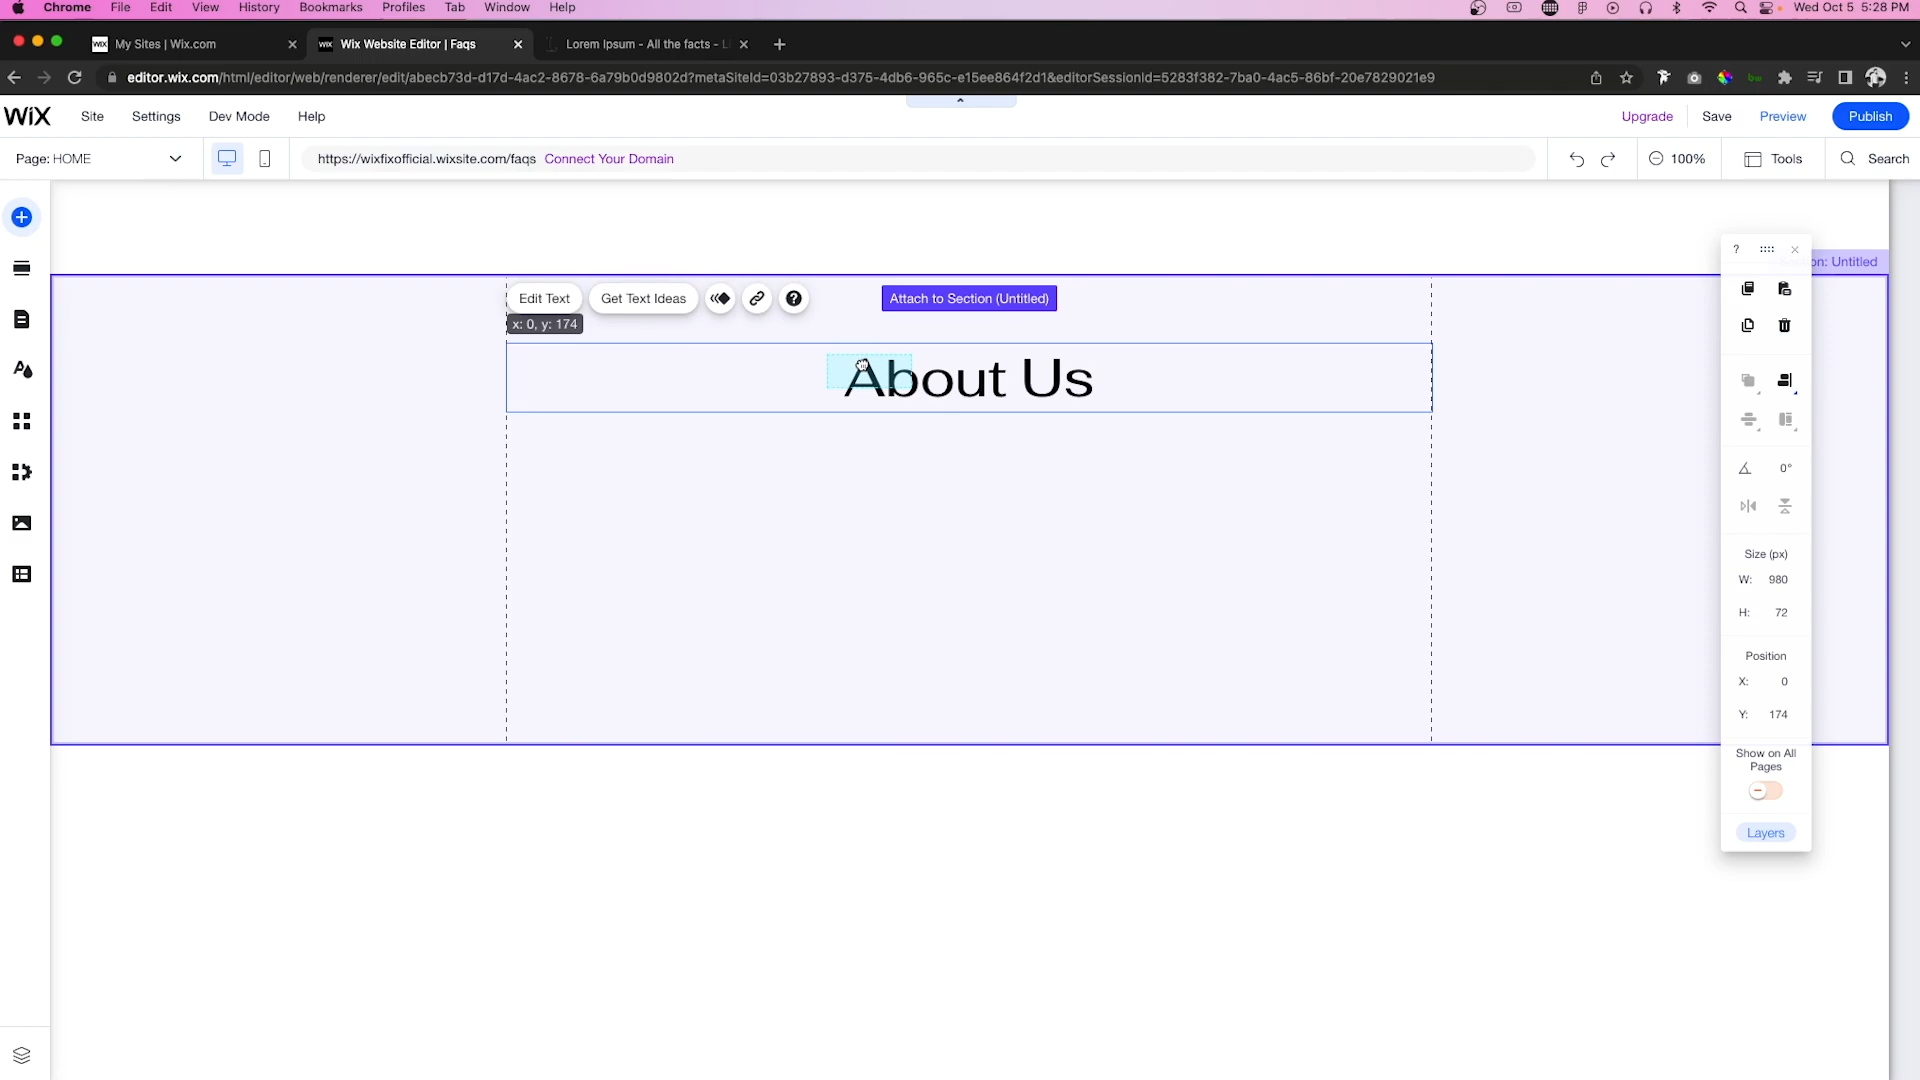 Chrome File Edit View History Bookmarks Profiles Tab Window Help Wed Oct 5 5:28 PM
WIX My Sites | Wix.com WIX Wix Website Editor | Faqs Lorem Ipsum - All the facts - L
editor.wix.com/html/editor/web/renderer/edit/abecb73d-d17d-4ac2-8678-6a79b0d9802d?metaSiteId=03b27893-d375-4db6-965c-e15ee864f2d1&editorSessionId=5283f382-7ba0-4ac5-86bf-20e7829021e9
WiX Site Settings Dev Mode Help Upgrade Save Preview Publish
Page: HOME https://wixfixofficial.wixsite.com/faqs Connect Your Domain 100% Tools Search
? on: Untitled
Edit Text Get Text Ideas ? Attach to Section (Untitled)
x: 0, y: 174
About Us
0°
Size (px)
W: 980
H: 72
Position
X: 0
Y: 174
Show on All
Pages
Layers